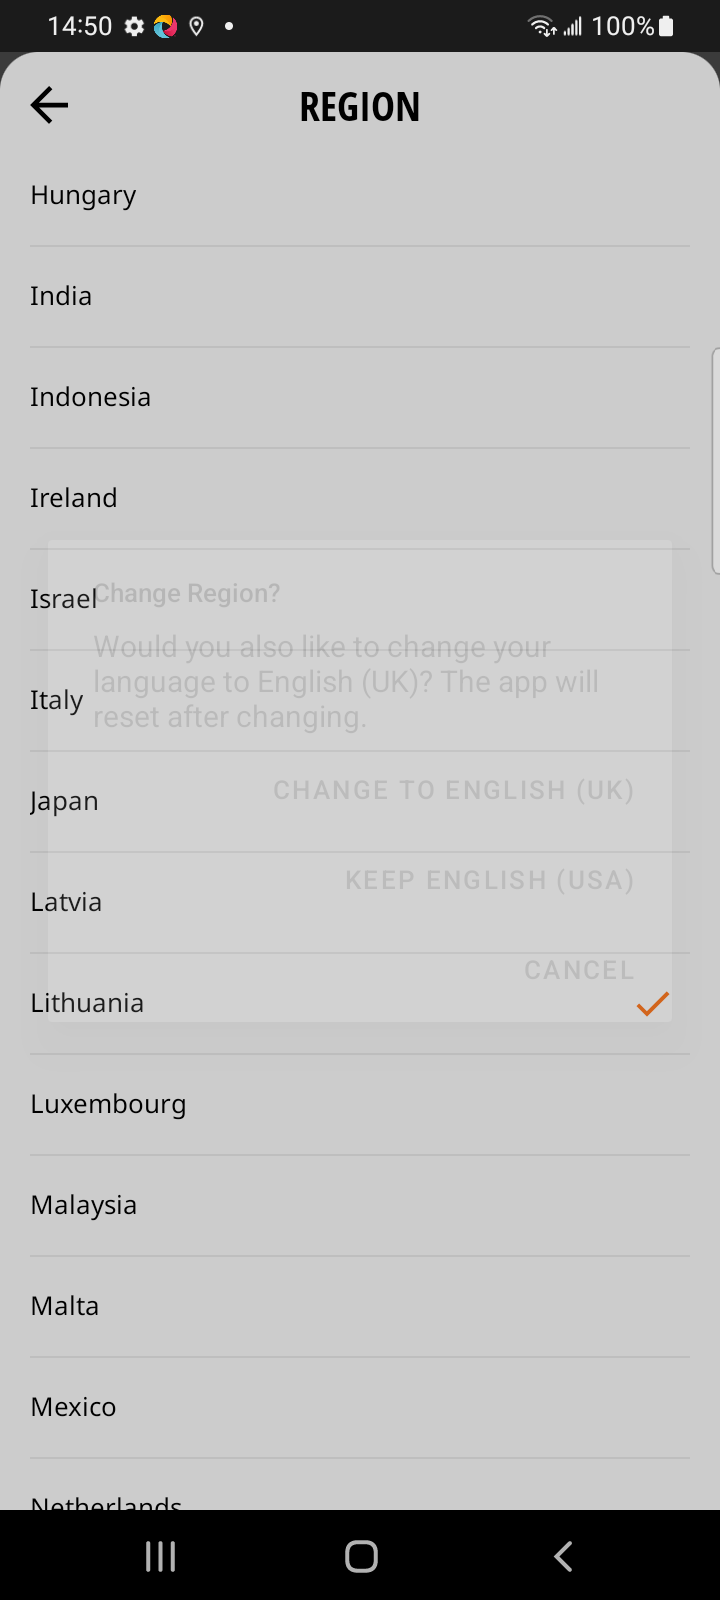 14:50
100%
REGION
Hungary
India
Indonesia
Ireland
Israel
Change Region?
Would you also like to change your
language to English (UK)? The app will
reset after changing.
Italy
Japan
CHANGE TO ENGLISH (UK)
KEEP ENGLISH (USA)
Latvia
CANCEL
Lithuania
Luxembourg
Malaysia
Malta
Mexico
Netherlands